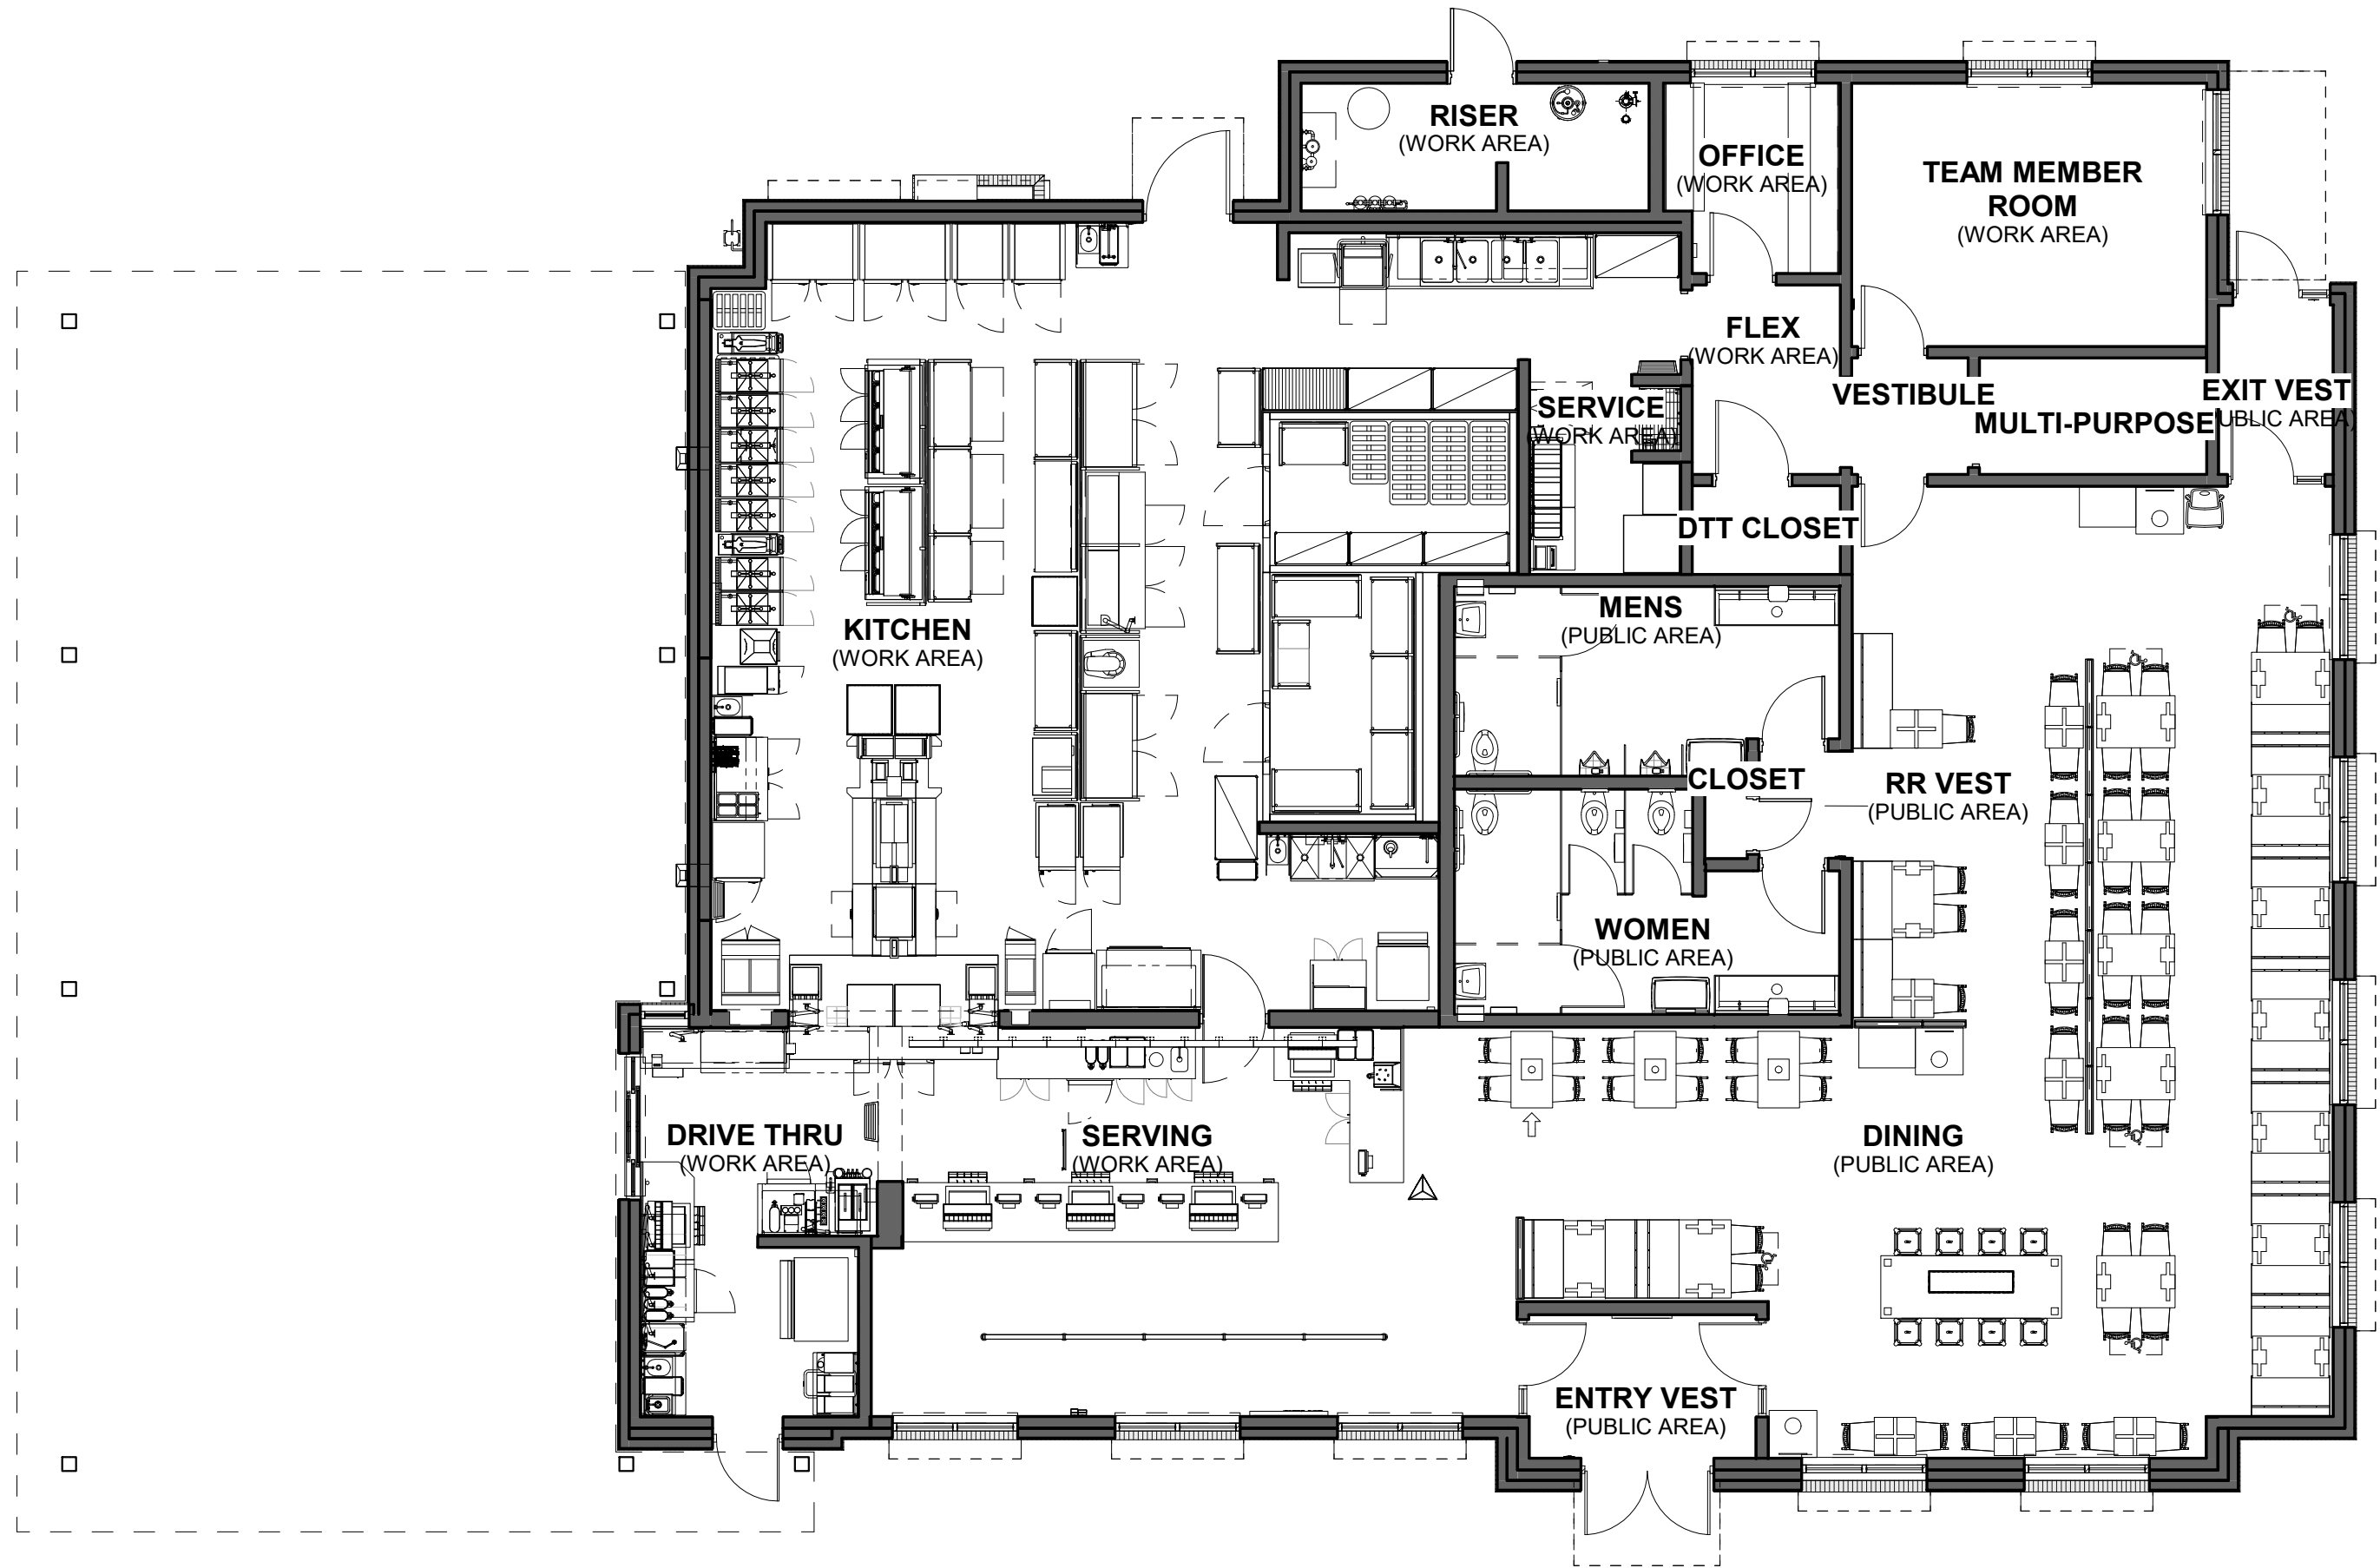 RISER
(WORK AREA)
OFFICE
(WORK AREA)
TEAM MEMBER
ROOM
(WORK AREA)
FLEX
(WORK AREA)
VESTIBULE
MULTI-PURPOSE
EXIT VEST
PUBLIC AREA)
SERVICE
(WORK AREA)
DTT CLOSET
KITCHEN
(WORK AREA)
MENS
(PUBLIC AREA)
CLOSET
RR VEST
(PUBLIC AREA)
WOMEN
(PUBLIC AREA)
DRIVE THRU
(WORK AREA)
SERVING
(WORK AREA)
DINING
(PUBLIC AREA)
ENTRY VEST
(PUBLIC AREA)